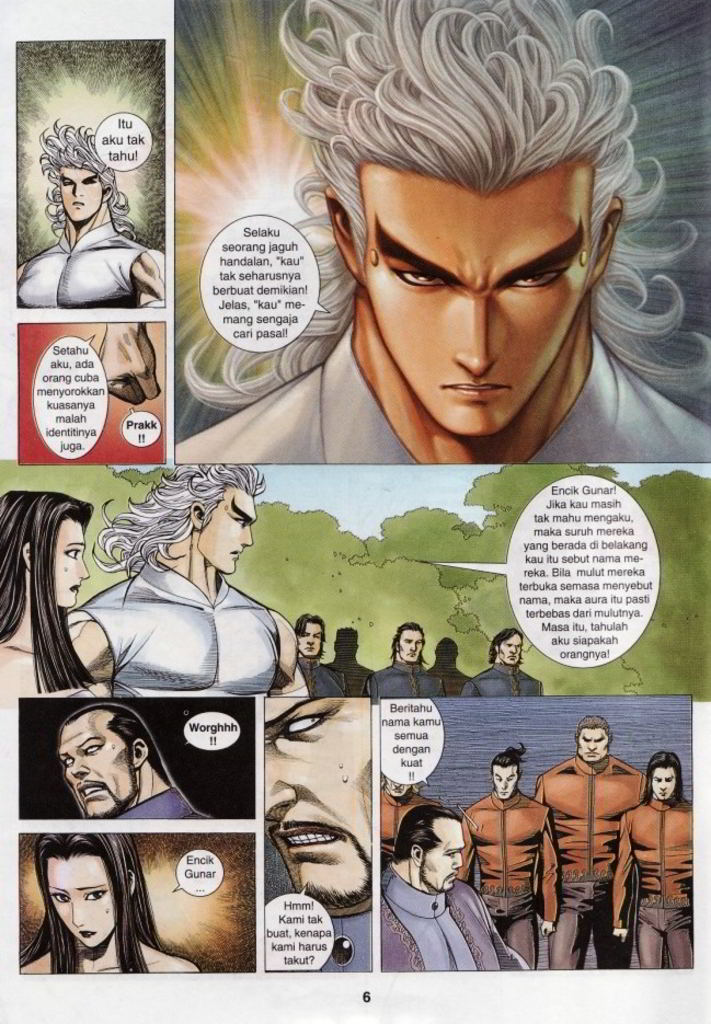 Itu
aku tak
tahu!
Selaku
seorang jaguh
handalan, "kau"
tak seharusnya
berbuat demikian!
Jelas, "kau" me-
mang sengaja
cari pasal!
Setahu
aku, ada
orang cuba
menyorokkan
kuasanya
malah
identitinya
juga.
Prakk
!!
Encik Gunar!
Jika kau masih
tak mahu mengaku,
maka suruh mereka
yang berada di belakang
kau itu sebut nama me-
reka. Bila mulut mereka
terbuka semasa menyebut
nama, maka aura itu pasti
terbebas dari mulutnya.
Masa itu, tahulah
aku siapakah
orangnya!
Worghhh
!!
Encik
Gunar
...
Hmm!
Kami tak
buat, kenapa
kami harus
takut?
Beritahu
nama kamu
semua
dengan
kuat
!!
6